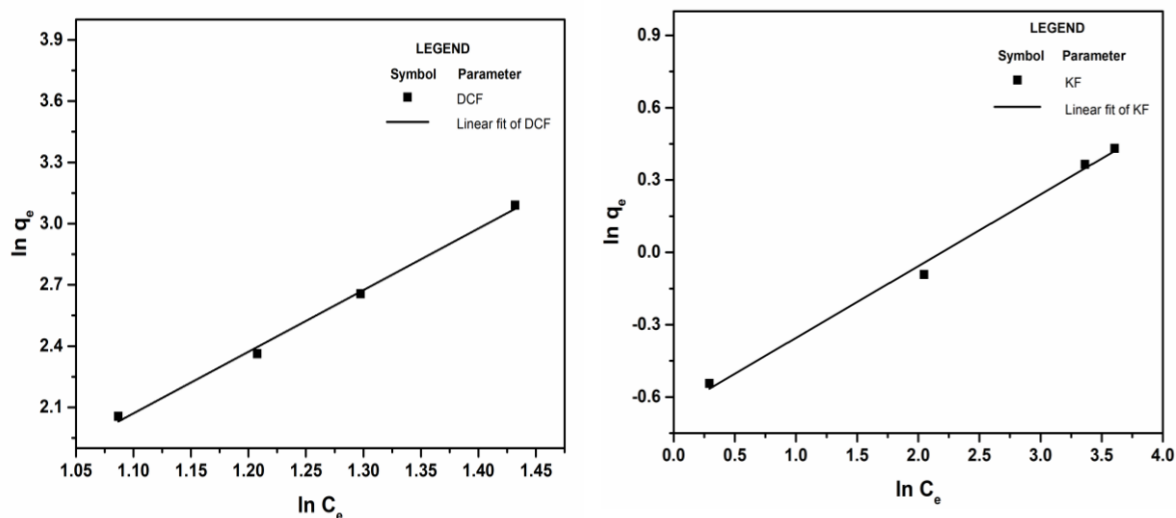 LEGEND
Symbol Parameter
DCF
Linear fit of DCF
ln qe
3.9
3.6
3.3
3.0
2.7
2.4
2.1
1.05 1.10 1.15 1.20 1.25 1.30 1.35 1.40 1.45
ln Ce
LEGEND
Symbol Parameter
KF
Linear fit of KF
ln qe
0.9
0.6
0.3
0.0
-0.3
-0.6
0.0 0.5 1.0 1.5 2.0 2.5 3.0 3.5 4.0
ln Ce